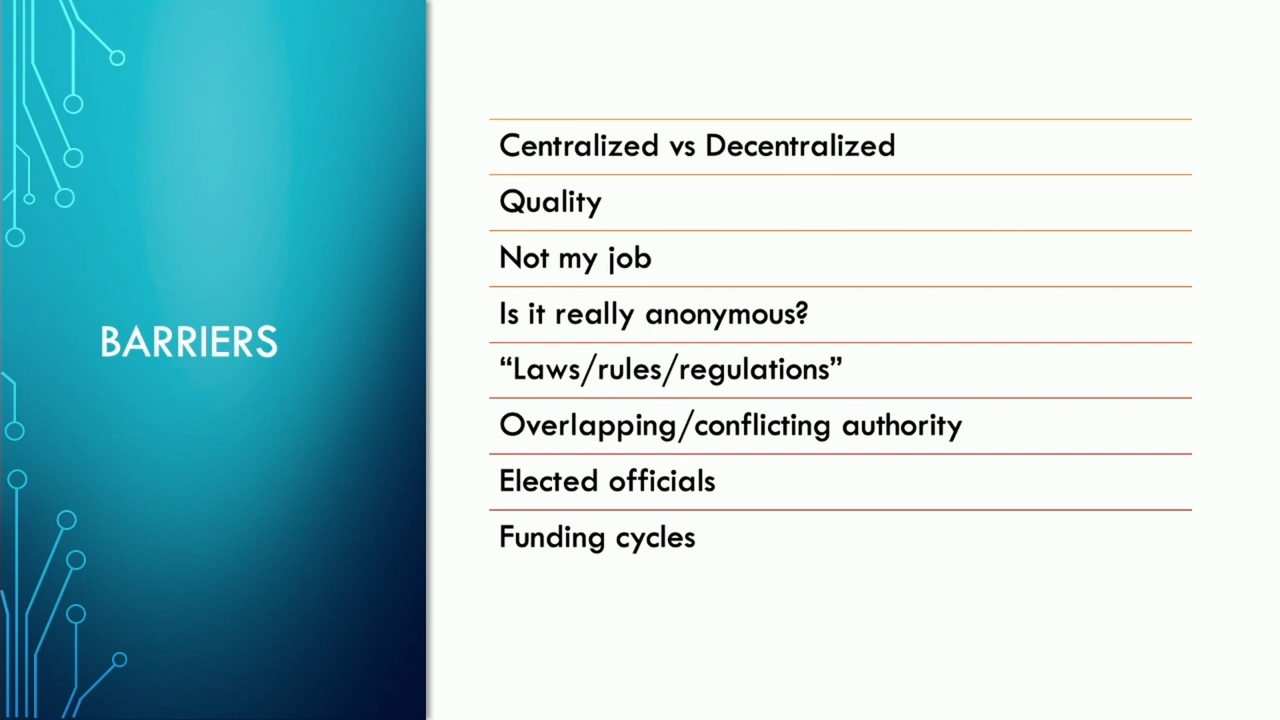 BARRIERS
Centralized vs Decentralized
Quality
Not my job
Is it really anonymous?
“Laws/rules/regulations”
Overlapping/conflicting authority
Elected officials
Funding cycles